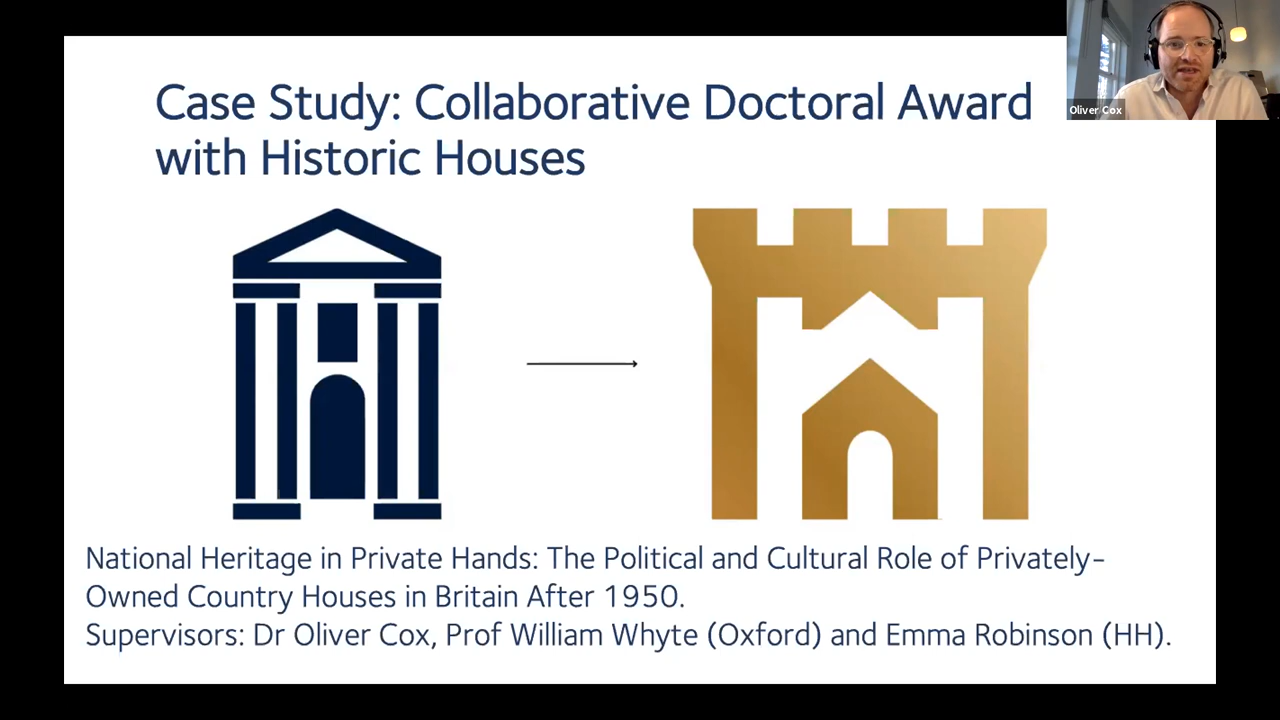 Case Study: Collaborative Doctoral Award
with Historic Houses
Oliver Cox
National Heritage in Private Hands: The Political and Cultural Role of Privately-
Owned Country Houses in Britain After 1950.
Supervisors: Dr Oliver Cox, Prof William Whyte (Oxford) and Emma Robinson (HH).